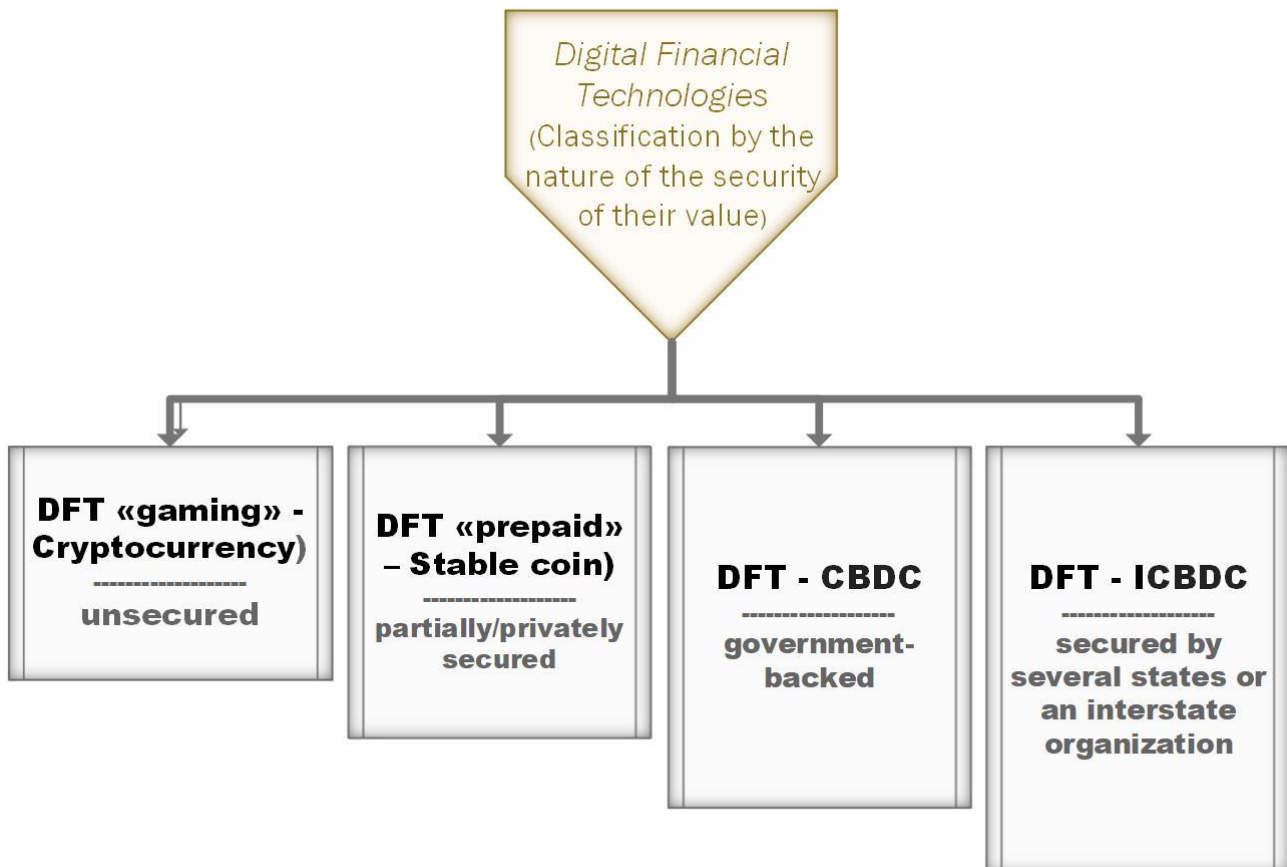 Digital Financial
Technologies
(Classification by the
nature of the security
of their value)
DFT «gaming» -
Cryptocurrency)
-------------------
unsecured
DFT «prepaid»
– Stable coin)
-------------------
partially/privately
secured
DFT - CBDC
-------------------
government-
backed
DFT - ICBDC
-------------------
secured by
several states or
an interstate
organization